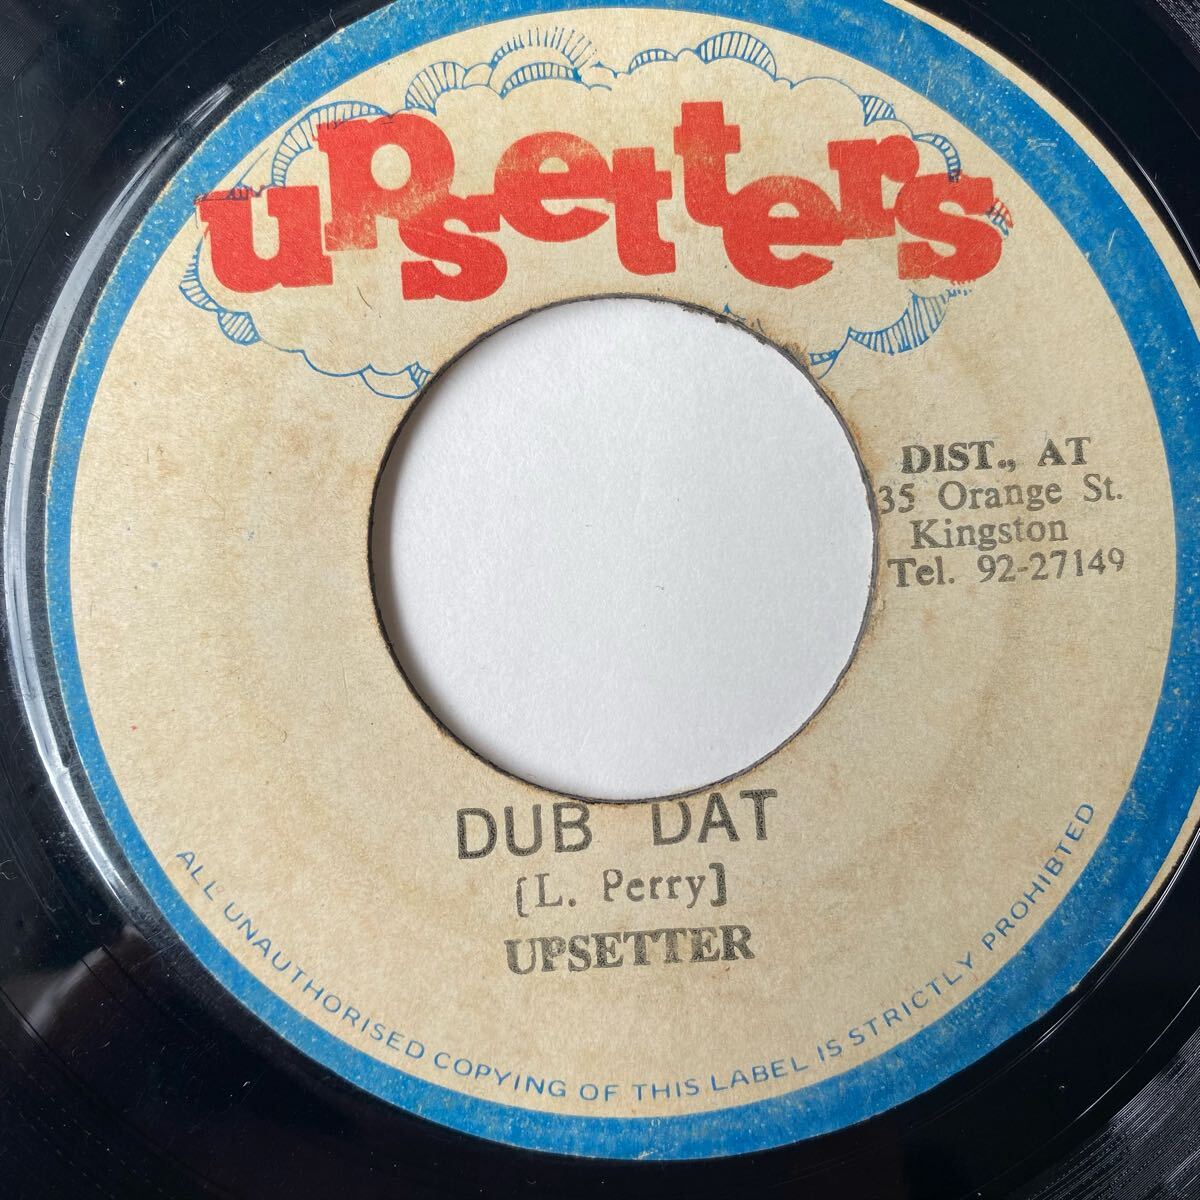 upsetters
DIST., AT
35 Orange St.
Kingston
Tel. 92-27149
DUB DAT
[L. Perry]
UPSETTER
ALL UNAUTHORISED COPYING OF THIS LABEL IS STRICTLY PROHIBTED